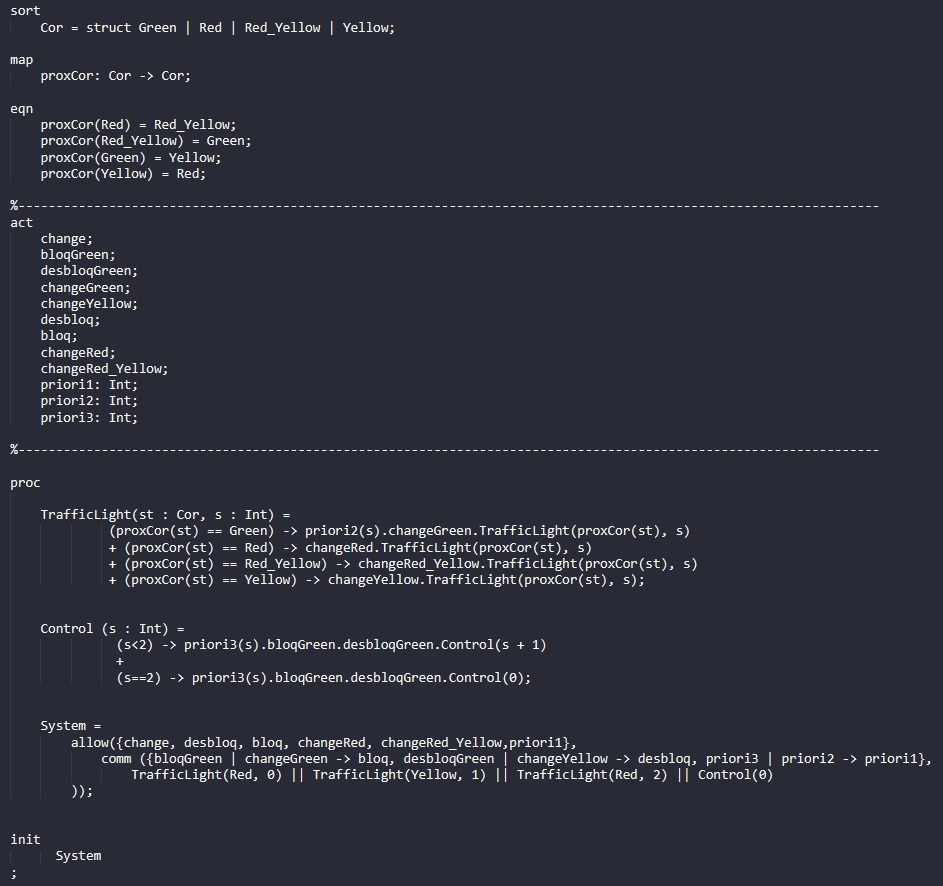 sort
Cor = struct Green | Red | Red_Yellow | Yellow;
map
proxCor: Cor -> Cor;
eqn
proxCor(Red) = Red_Yellow;
proxCor(Red_Yellow) = Green;
proxCor(Green) = Yellow;
proxCor(Yellow) = Red;
%-------------------------------------------------------------------------------------------------------------------
act
change;
bloqGreen;
desbloqGreen;
changeGreen;
changeYellow;
desbloq;
bloq;
changeRed;
changeRed_Yellow;
priori1: Int;
priori2: Int;
priori3: Int;
%-------------------------------------------------------------------------------------------------------------------
proc
TrafficLight(st : Cor, s : Int) =
(proxCor(st) == Green) -> priori2(s).changeGreen.TrafficLight(proxCor(st), s)
+ (proxCor(st) == Red) -> changeRed.TrafficLight(proxCor(st), s)
+ (proxCor(st) == Red_Yellow) -> changeRed_Yellow.TrafficLight(proxCor(st), s)
+ (proxCor(st) == Yellow) -> changeYellow.TrafficLight(proxCor(st), s);
Control (s : Int) =
(s<2) -> priori3(s).bloqGreen.desbloqGreen.Control(s + 1)
+
(s==2) -> priori3(s).bloqGreen.desbloqGreen.Control(0);
System =
allow({change, desbloq, bloq, changeRed, changeRed_Yellow,priori1},
comm ({bloqGreen | changeGreen -> bloq, desbloqGreen | changeYellow -> desbloq, priori3 | priori2 -> priori1},
TrafficLight(Red, 0) || TrafficLight(Yellow, 1) || TrafficLight(Red, 2) || Control(0)
));
init
System
;